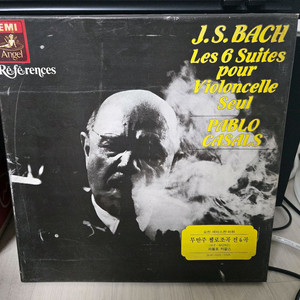 EMI
Angel
Références
J.S. BACH
Les 6 Suites
pour
Violoncelle
Seul
PABLO
CASALS
무반주 첼로조곡 전6곡